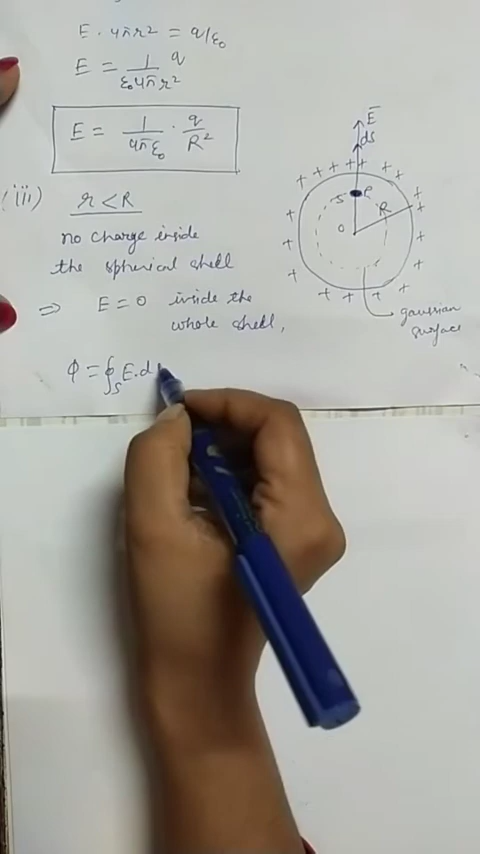 E · 4πr² = q/ε₀
E = 1/ε₀4πr² q
E = 1/4πε₀ · q/R²
(iii) r < R
no charge inside
the spherical shell
⇒ E = 0 inside the
whole shell,
ϕ = ∮S E.d
E
ds
S P
R
O
gaussian
surface